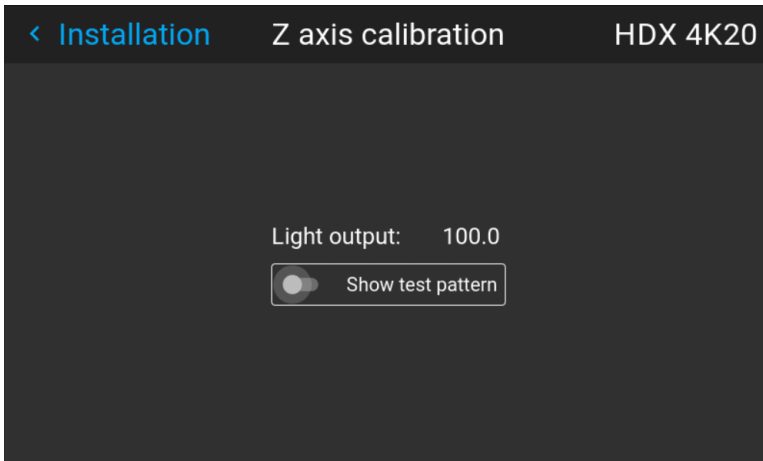 < Installation Z axis calibration HDX 4K20
Light output: 100.0
Show test pattern